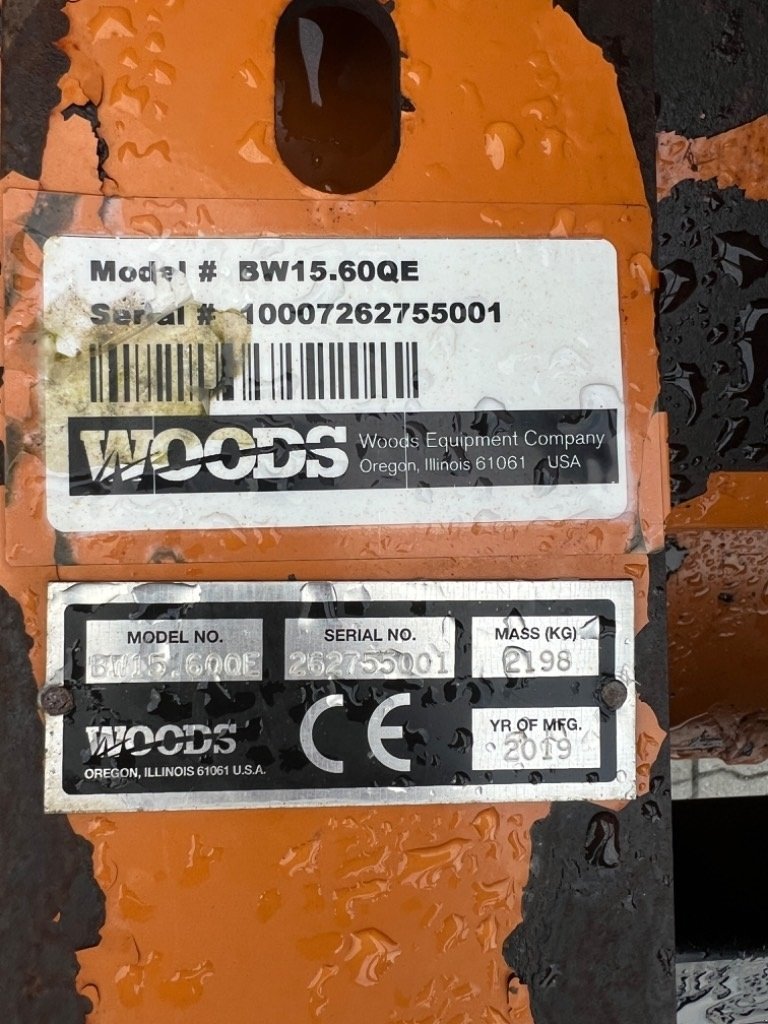 Model # BW15.60QE
Serial # 10007262755001
WOODS
Woods Equipment Company
Oregon, Illinois 61061 USA
MODEL NO. SERIAL NO. MASS (KG)
BW15.60QE 262755001 2198
WOODS CE YR OF MFG.
OREGON, ILLINOIS 61061 U.S.A. 2019